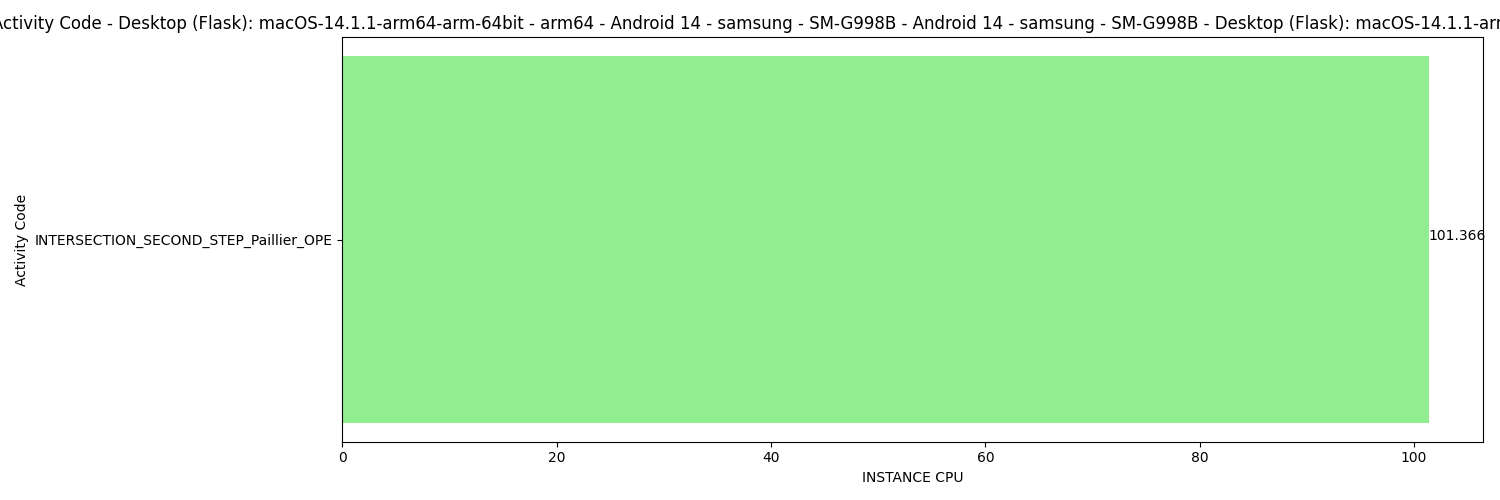 Activity Code - Desktop (Flask): macOS-14.1.1-arm64-arm-64bit - arm64 - Android 14 - samsung - SM-G998B - Android 14 - samsung - SM-G998B - Desktop (Flask): macOS-14.1.1-arm
Activity Code
INTERSECTION_SECOND_STEP_Paillier_OPE
101.366
0 20 40 60 80 100
INSTANCE CPU